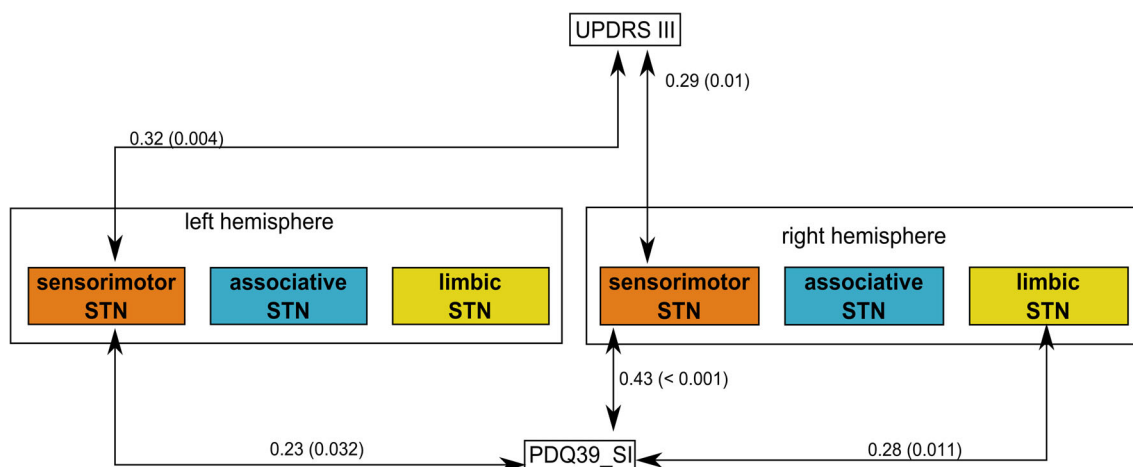 UPDRS III
0.29 (0.01)
0.32 (0.004)
left hemisphere
right hemisphere
sensorimotor
STN
associative
STN
limbic
STN
sensorimotor
STN
associative
STN
limbic
STN
0.43 (< 0.001)
0.23 (0.032)
PDQ39_SI
0.28 (0.011)